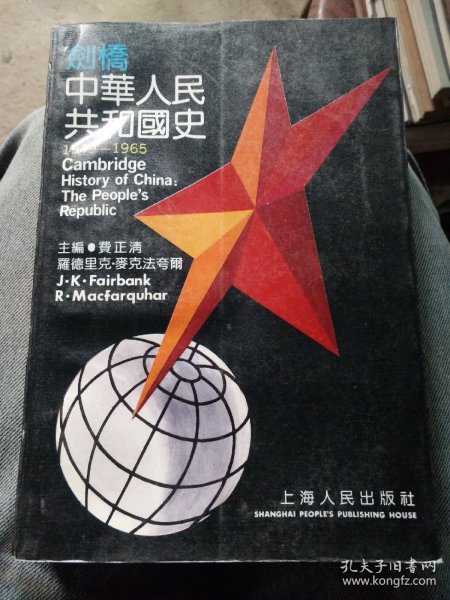 劍橋
中華人民
共和國史
1949-1965
Cambridge
History of China:
The People's
Republic
主編●費正清
羅德里克·麥克法夸爾
J·K·Fairbank
R·Macfarquhar
上海人民出版社
SHANGHAI PEOPLE'S PUBLISHING HOUSE
孔夫子旧书网
www.kongfz.com